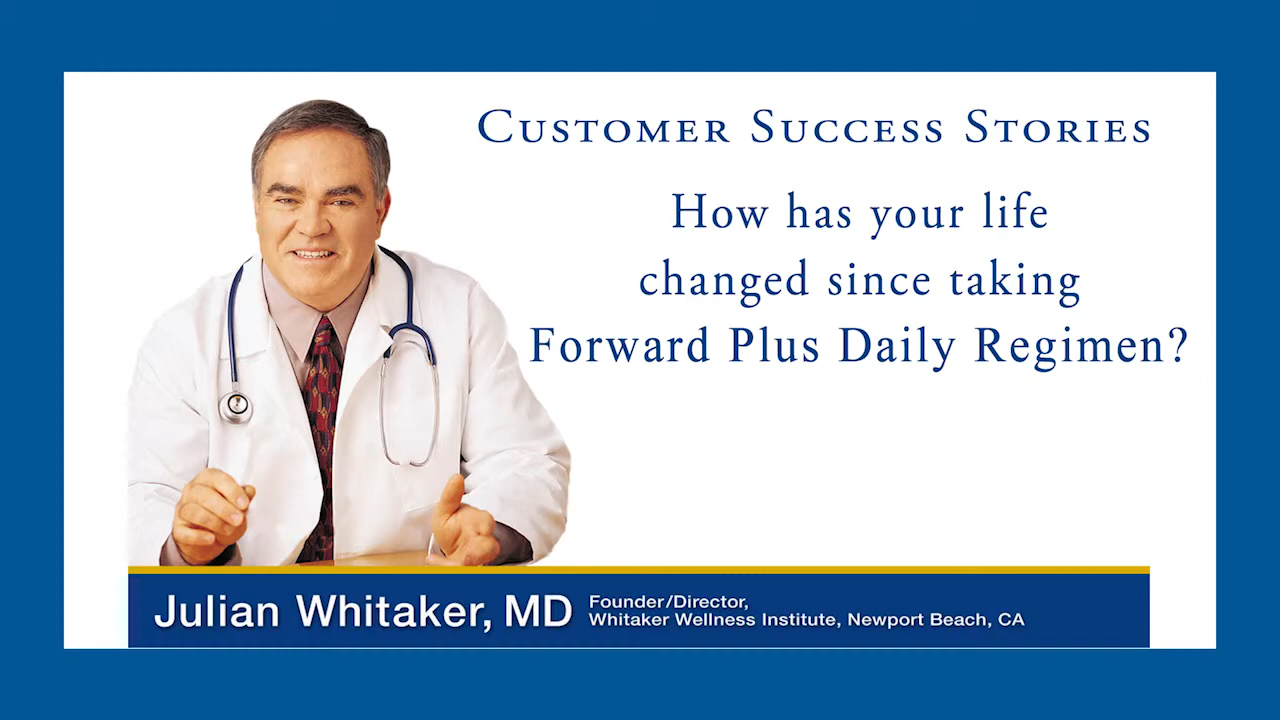 Customer Success Stories
How has your life
changed since taking
Forward Plus Daily Regimen?
Julian Whitaker, MD
Founder/Director,
Whitaker Wellness Institute, Newport Beach, CA